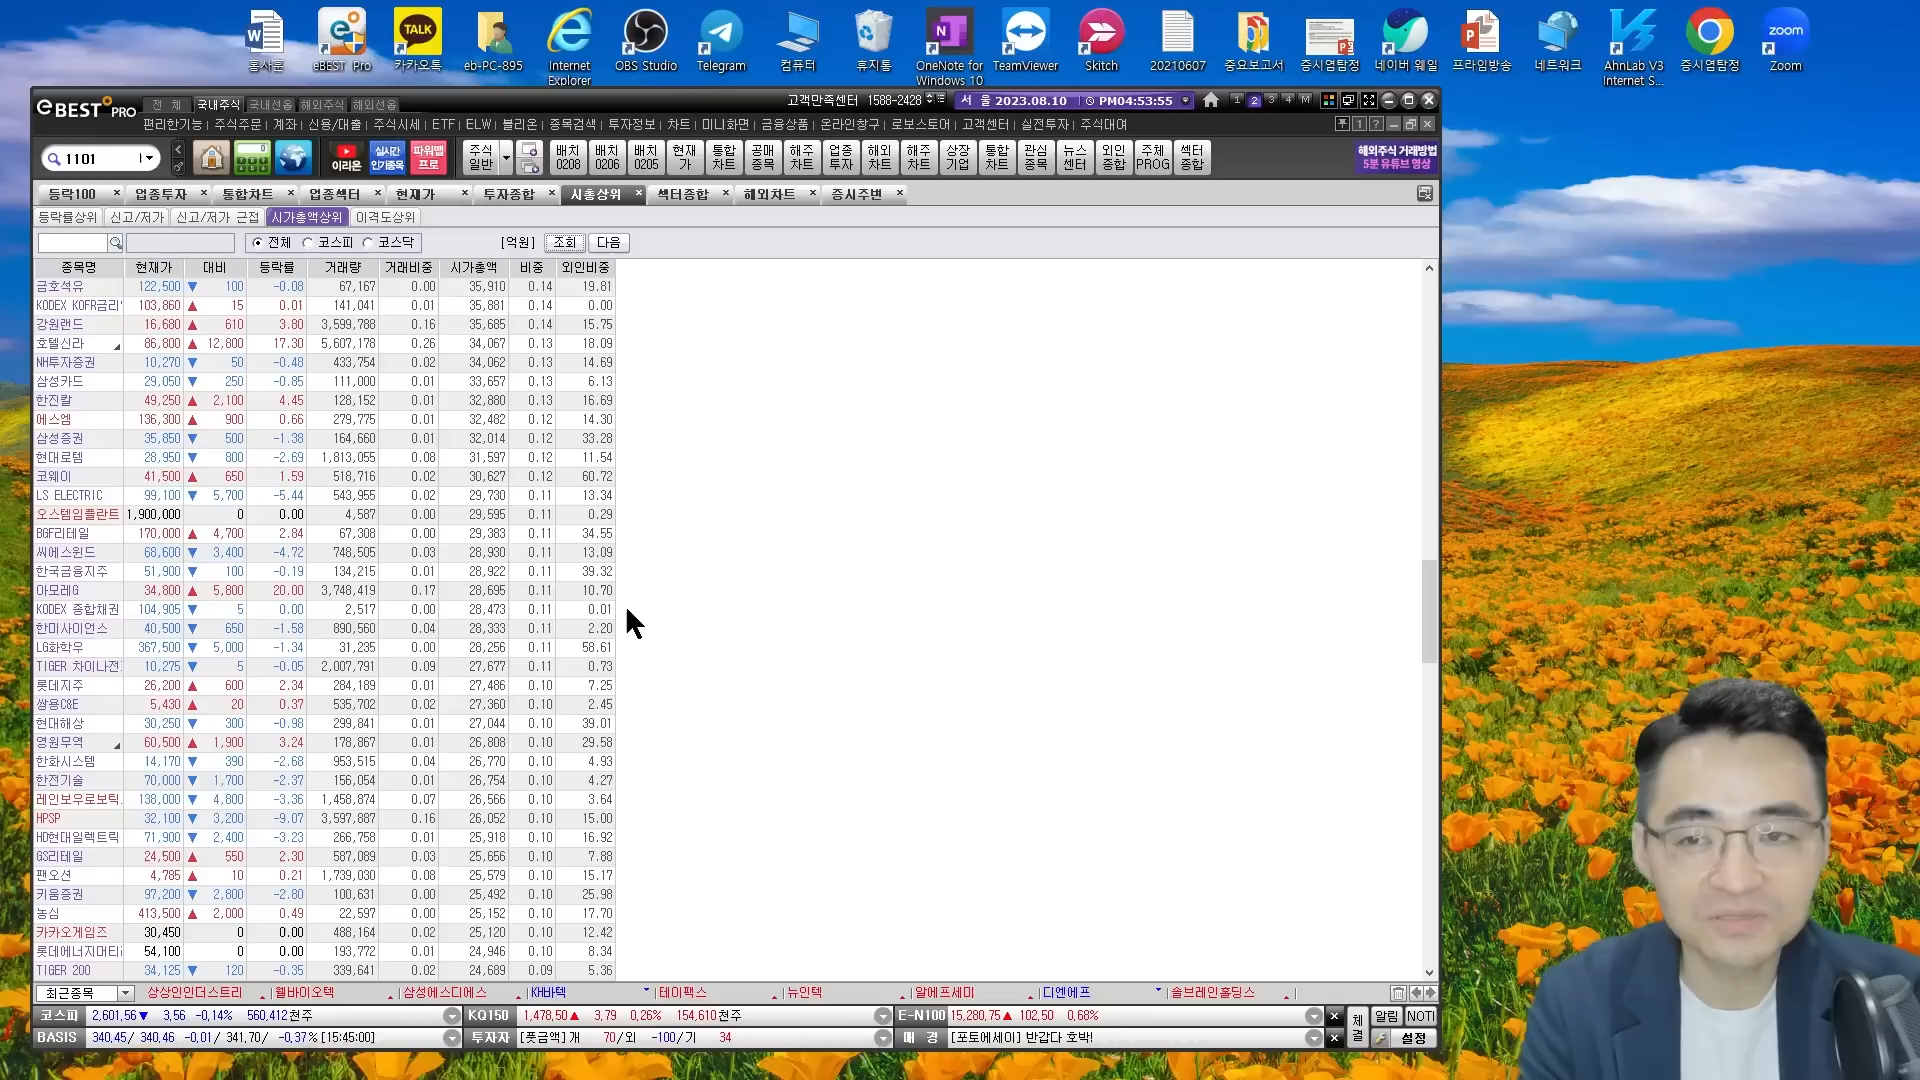 홍사훈
eBEST Pro
카카오톡
eb-PC-895
Internet Explorer
OBS Studio
Telegram
컴퓨터
휴지통
OneNote for Windows 10
TeamViewer
Skitch
20210607
중요보고서
증시염탐정
네이버 웨일
프라임방송
네트워크
AhnLab V3 Internet S...
증시염탐정
Zoom
eBEST PRO 전 체 국내주식 국내선옵 해외주식 해외선옵 고객만족센터 1588-2428 서 울 2023.08.10 PM04:53:55 1 2 3 4 M
편리한기능 주식주문 계좌 신용/대출 주식시세 ETF ELW 불리온 종목검색 투자정보 차트 미니화면 금융상품 온라인창구 로보스토어 고객센터 실전투자 주식대여
1101 이리온 실시간 인기종목 파워맵 프로 주식 일반 배치 0208 배치 0206 배치 0205 현재가 통합 차트 공매 종목 해주 차트 업종 투자 해외 차트 해주 차트 상장 기업 통합 차트 관심 종목 뉴스 센터 외인 종합 주체 PROG 섹터 종합 해외주식 거래방법 5분 유튜브 영상
등락100 업종투자 통합차트 업종섹터 현재가 투자종합 시총상위 섹터종합 해외차트 증시주변
등락률상위 신고/저가 신고/저가 근접 시가총액상위 이격도상위
전체 코스피 코스닥 [억원] 조회 다음
종목명 현재가 대비 등락률 거래량 거래비중 시가총액 비중 외인비중
금호석유 122,500 ▼ 100 -0.08 67,167 0.00 35,910 0.14 19.81
KODEX KOFR금리 103,860 ▲ 15 0.01 141,041 0.01 35,881 0.14 0.00
강원랜드 16,680 ▲ 610 3.80 3,599,788 0.16 35,685 0.14 15.75
호텔신라 86,800 ▲ 12,800 17.30 5,607,178 0.26 34,067 0.13 18.09
NH투자증권 10,270 ▼ 50 -0.48 433,754 0.02 34,062 0.13 14.69
삼성카드 29,050 ▼ 250 -0.85 111,000 0.01 33,657 0.13 6.13
한진칼 49,250 ▲ 2,100 4.45 128,152 0.01 32,880 0.13 16.69
에스엠 136,300 ▲ 900 0.66 279,775 0.01 32,482 0.12 14.30
삼성증권 35,850 ▼ 500 -1.38 164,660 0.01 32,014 0.12 33.28
현대로템 28,950 ▼ 800 -2.69 1,813,055 0.08 31,597 0.12 11.54
코웨이 41,500 ▲ 650 1.59 518,716 0.02 30,627 0.12 60.72
LS ELECTRIC 99,100 ▼ 5,700 -5.44 543,955 0.02 29,730 0.11 13.34
오스템임플란트 1,900,000 0 0.00 4,587 0.00 29,595 0.11 0.29
BGF리테일 170,000 ▲ 4,700 2.84 67,308 0.00 29,383 0.11 34.55
씨에스윈드 68,600 ▼ 3,400 -4.72 748,505 0.03 28,930 0.11 13.09
한국금융지주 51,900 ▼ 100 -0.19 134,215 0.01 28,922 0.11 39.32
아모레G 34,800 ▲ 5,800 20.00 3,748,419 0.17 28,695 0.11 10.70
KODEX 종합채권 104,905 ▼ 5 0.00 2,517 0.00 28,473 0.11 0.01
한미사이언스 40,500 ▼ 650 -1.58 890,560 0.04 28,333 0.11 2.20
LG화학우 367,500 ▼ 5,000 -1.34 31,235 0.00 28,256 0.11 58.61
TIGER 차이나전 10,275 ▼ 5 -0.05 2,007,791 0.09 27,677 0.11 0.73
롯데지주 26,200 ▲ 600 2.34 284,189 0.01 27,486 0.10 7.25
쌍용C&E 5,430 ▲ 20 0.37 535,702 0.02 27,360 0.10 2.45
현대해상 30,250 ▼ 300 -0.98 299,841 0.01 27,044 0.10 39.01
영원무역 60,500 ▲ 1,900 3.24 178,867 0.01 26,808 0.10 29.58
한화시스템 14,170 ▼ 390 -2.68 953,515 0.04 26,770 0.10 4.93
한전기술 70,000 ▼ 1,700 -2.37 156,054 0.01 26,754 0.10 4.27
레인보우로보틱 138,000 ▼ 4,800 -3.36 1,458,874 0.07 26,566 0.10 3.64
HPSP 32,100 ▼ 3,200 -9.07 3,597,887 0.16 26,052 0.10 15.00
HD현대일렉트릭 71,900 ▼ 2,400 -3.23 266,758 0.01 25,918 0.10 16.92
GS리테일 24,500 ▲ 550 2.30 587,089 0.03 25,656 0.10 7.88
팬오션 4,785 ▲ 10 0.21 1,739,030 0.08 25,579 0.10 15.17
키움증권 97,200 ▼ 2,800 -2.80 100,631 0.00 25,492 0.10 25.98
농심 413,500 ▲ 2,000 0.49 22,597 0.00 25,152 0.10 17.70
카카오게임즈 30,450 0 0.00 488,164 0.02 25,120 0.10 12.42
롯데에너지머티 54,100 0 0.00 193,772 0.01 24,946 0.10 8.34
TIGER 200 34,125 ▼ 120 -0.35 339,641 0.02 24,689 0.09 5.36
최근종목 상상인인더스트리 웰바이오텍 삼성에스디에스 KH바텍 테이팩스 뉴인텍 알에프세미 디엔에프 솔브레인홀딩스
코스피 2,601.56▼ 3.56 -0.14% 560,412천주 KQ150 1,478.50▲ 3.79 0.26% 154,610천주 E-N100 15,280.75▲ 102.50 0.68% 체결 알림 NOTI
BASIS 340.45/ 340.46 -0.01/ 341.70/ -0.37% [15:45:00] 투자자 [풋금액] 개 70/외 -100/기 34 매 경 [포토에세이] 반갑다 호박! 설정